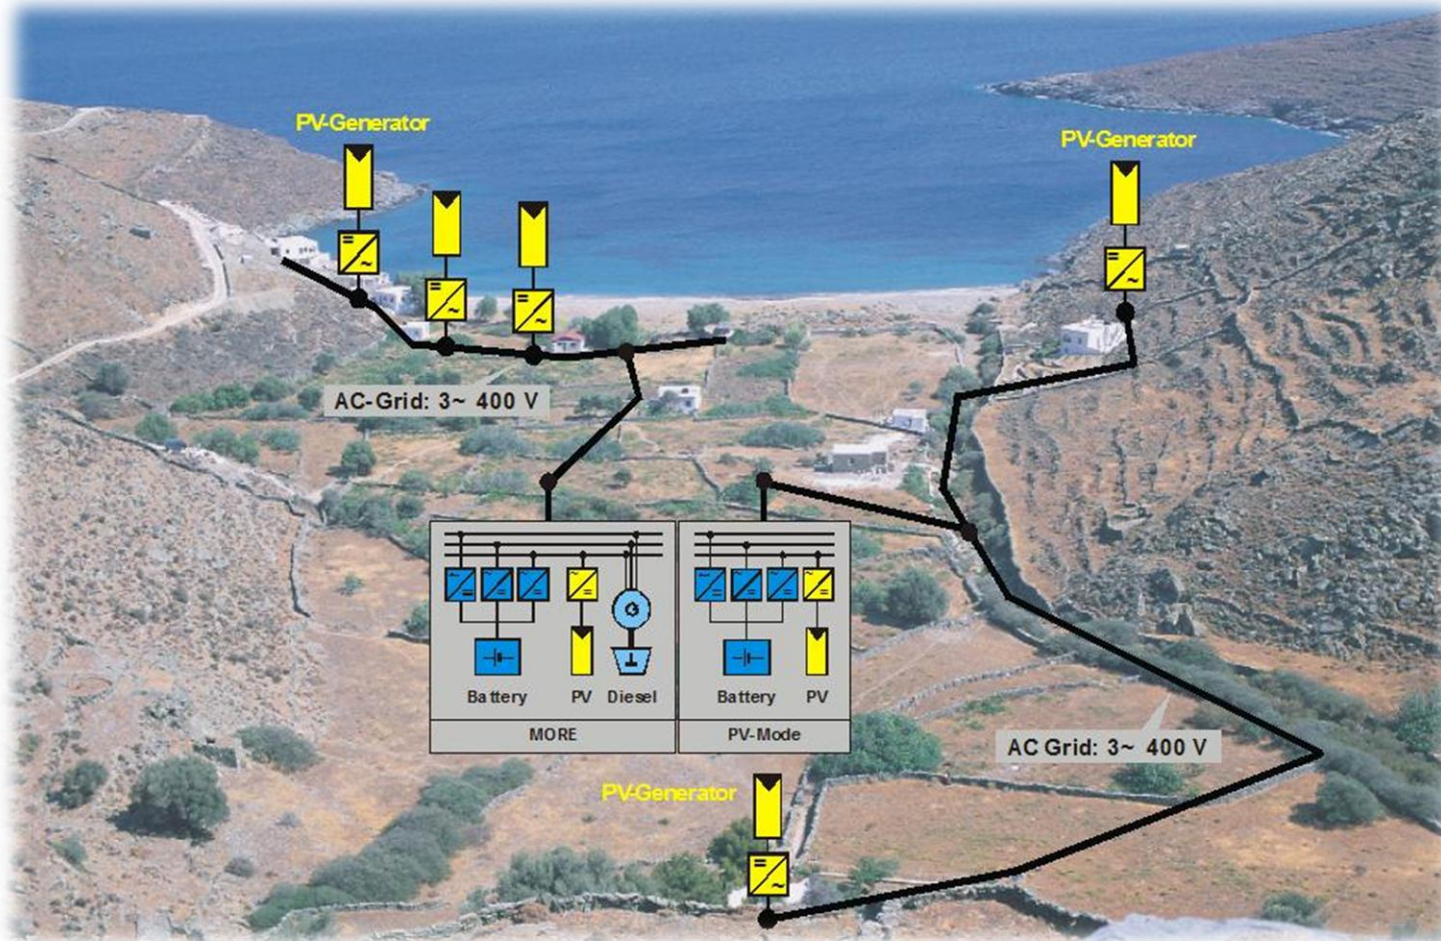 PV-Generator
PV-Generator
AC-Grid: 3~ 400 V
Battery PV Diesel
MORE
Battery PV
PV-Mode
AC Grid: 3~ 400 V
PV-Generator